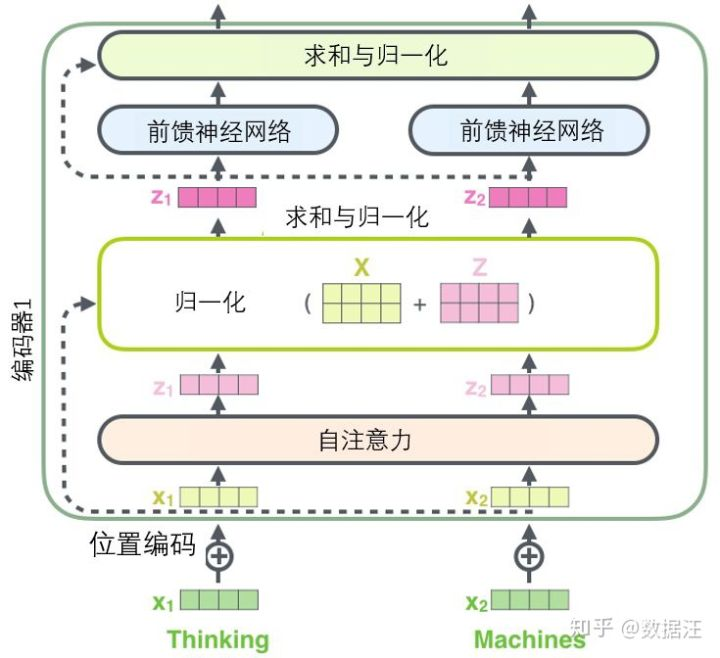 求和与归一化
前馈神经网络 前馈神经网络
z1 z2
求和与归一化
X Z
归一化 ( + )
编码器1
z1 z2
自注意力
x1 x2
位置编码
x1 x2
Thinking Machines
知乎 @数据汪